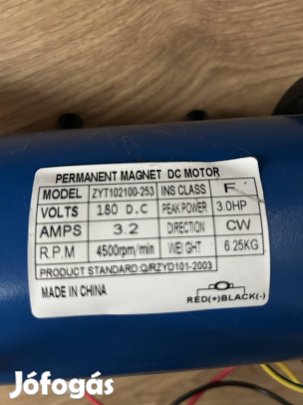 PERMANENT MAGNET DC MOTOR
MODEL ZYT102100-253 INS CLASS F
VOLTS 180 D.C PEAK POWER 3.0HP
AMPS 3.2 DIRECTION CW
R.P.M 4500rpm/min WEIGHT 6.25KG
PRODUCT STANDARD:Q/RZYD101-2003
MADE IN CHINA
RED(+)BLACK(-)
Jófogás